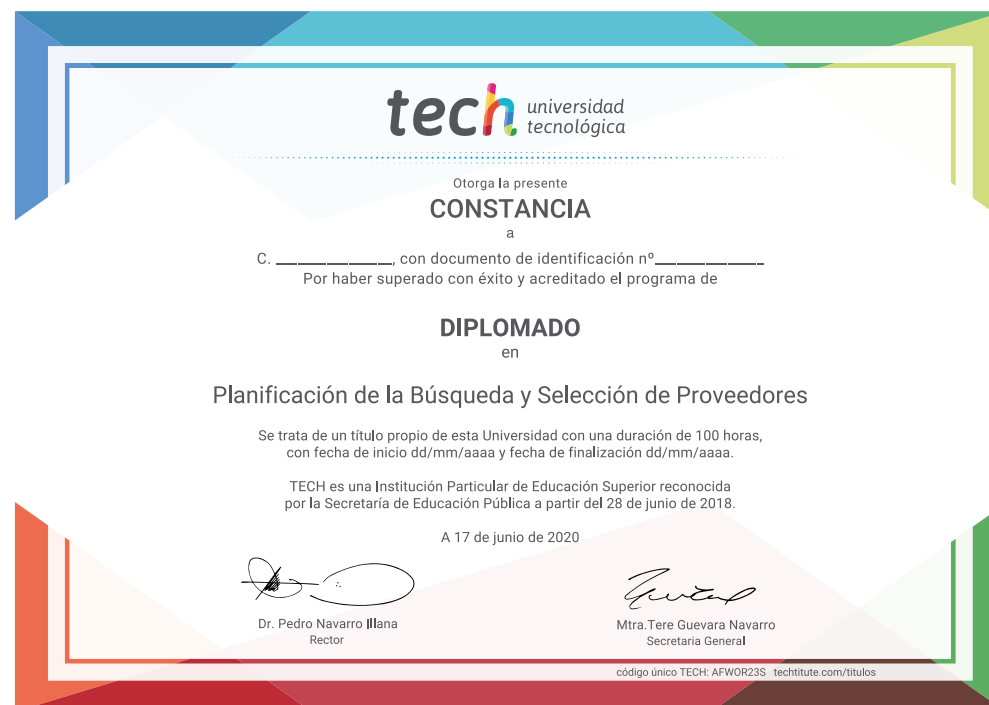 tech universidad
tecnológica
Otorga la presente
CONSTANCIA
a
C. ______________, con documento de identificación nº_____________
Por haber superado con éxito y acreditado el programa de
DIPLOMADO
en
Planificación de la Búsqueda y Selección de Proveedores
Se trata de un título propio de esta Universidad con una duración de 100 horas,
con fecha de inicio dd/mm/aaaa y fecha de finalización dd/mm/aaaa.
TECH es una Institución Particular de Educación Superior reconocida
por la Secretaría de Educación Pública a partir del 28 de junio de 2018.
A 17 de junio de 2020
Dr. Pedro Navarro Illana
Rector
Mtra.Tere Guevara Navarro
Secretaria General
código único TECH: AFWOR23S techtitute.com/titulos